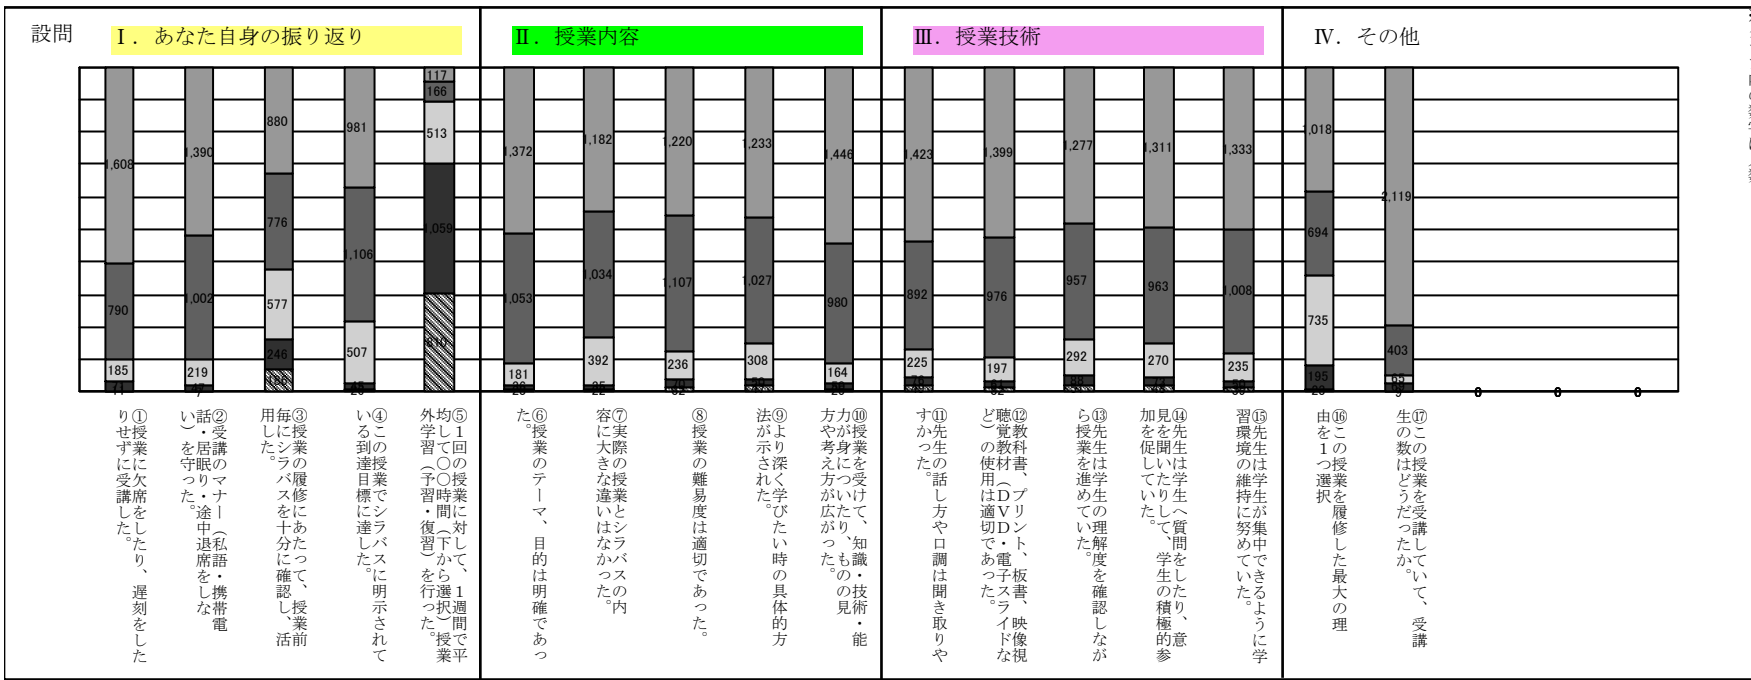 設問
Ⅰ．あなた自身の振り返り
Ⅱ．授業内容
Ⅲ．授業技術
Ⅳ．その他
1,608
790
185
71
1,390
1,002
219
47
7
880
776
577
246
186
981
1,106
507
45
20
117
166
513
1,059
810
1,372
1,053
181
1,182
1,034
392
1,220
1,107
236
1,233
1,027
308
1,446
980
164
1,423
892
225
1,399
976
197
1,277
957
292
88
1,311
963
270
1,333
1,008
235
1,018
694
735
195
2,119
403
65
9
0
0
0
①授業に欠席をしたり、遅刻をした
りせずに受講した。
②受講のマナー（私語・携帯電
話・居眠り・途中退席をしな
い）を守った。
③授業の履修にあたって、授業前
毎にシラバスを十分に確認し、活
用した。
④この授業でシラバスに明示されて
いる到達目標に達した。
⑤１回の授業に対して、１週間で平
均して〇〇時間（下から選択）授業
外学習（予習・復習）を行った。
⑥授業のテーマ、目的は明確であっ
た。
⑦実際の授業とシラバスの内
容に大きな違いはなかった。
⑧授業の難易度は適切であった。
⑨より深く学びたい時の具体的方
法が示された。
⑩授業を受けて、知識・技術・能
力が身についたり、ものの見
方や考え方が広がった。
⑪先生の話し方や口調は聞き取りや
すかった。
⑫教科書、プリント、板書、映像視
聴覚教材（ＤＶＤ・電子スライドな
ど）の使用は適切であった。
⑬先生は学生の理解度を確認しなが
ら授業を進めていた。
⑭先生は学生へ質問をしたり、意
見を聞いたりして、学生の積極的参
加を促していた。
⑮先生は学生が集中できるように学
習環境の維持に努めていた。
⑯この授業を履修した最大の理
由を１つ選択
⑰この授業を受講していて、受講
生の数はどうだったか。